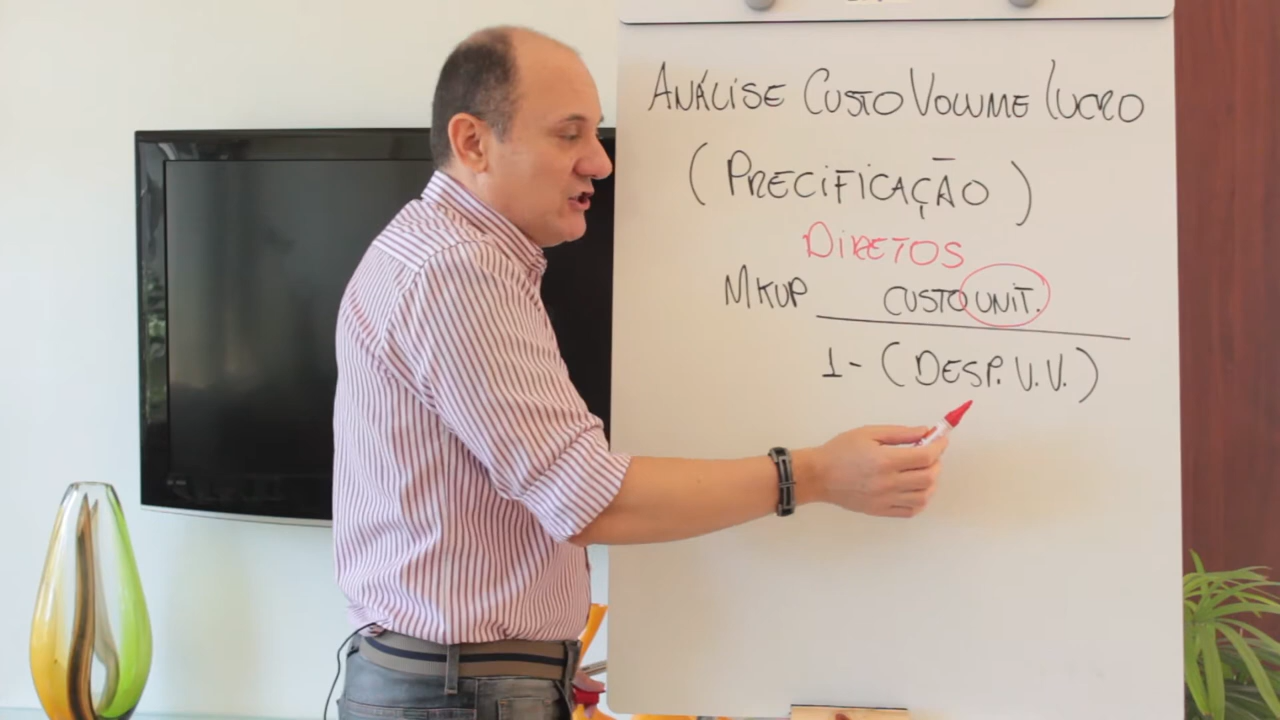 ANÁLISE CUSTO VOLUME LUCRO
(PRECIFICAÇÃO)
DIRETOS
MKUP CUSTO UNIT.
1-(DESP. V.V.)